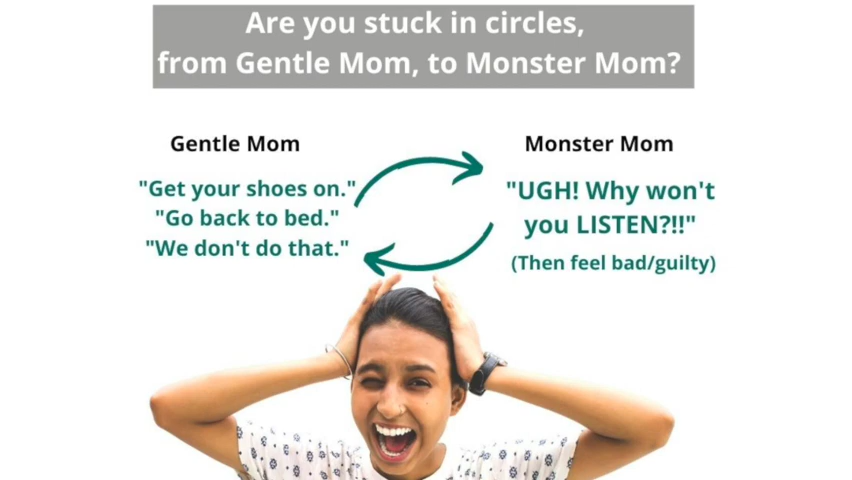 Are you stuck in circles,
from Gentle Mom, to Monster Mom?
Gentle Mom
"Get your shoes on."
"Go back to bed."
"We don't do that."
Monster Mom
"UGH! Why won't
you LISTEN?!!"
(Then feel bad/guilty)